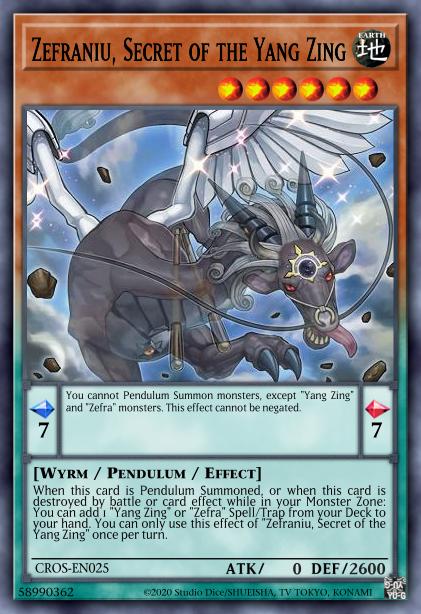 Zefraniu, Secret of the Yang Zing
EARTH
地
You cannot Pendulum Summon monsters, except "Yang Zing"
and "Zefra" monsters. This effect cannot be negated.
7
7
[Wyrm / Pendulum / Effect]
When this card is Pendulum Summoned, or when this card is
destroyed by battle or card effect while in your Monster Zone:
You can add 1 "Yang Zing" or "Zefra" Spell/Trap from your Deck to
your hand. You can only use this effect of "Zefraniu, Secret of the
Yang Zing" once per turn.
CROS-EN025
ATK/ 0 DEF/2600
58990362
©2020 Studio Dice/SHUEISHA, TV TOKYO, KONAMI